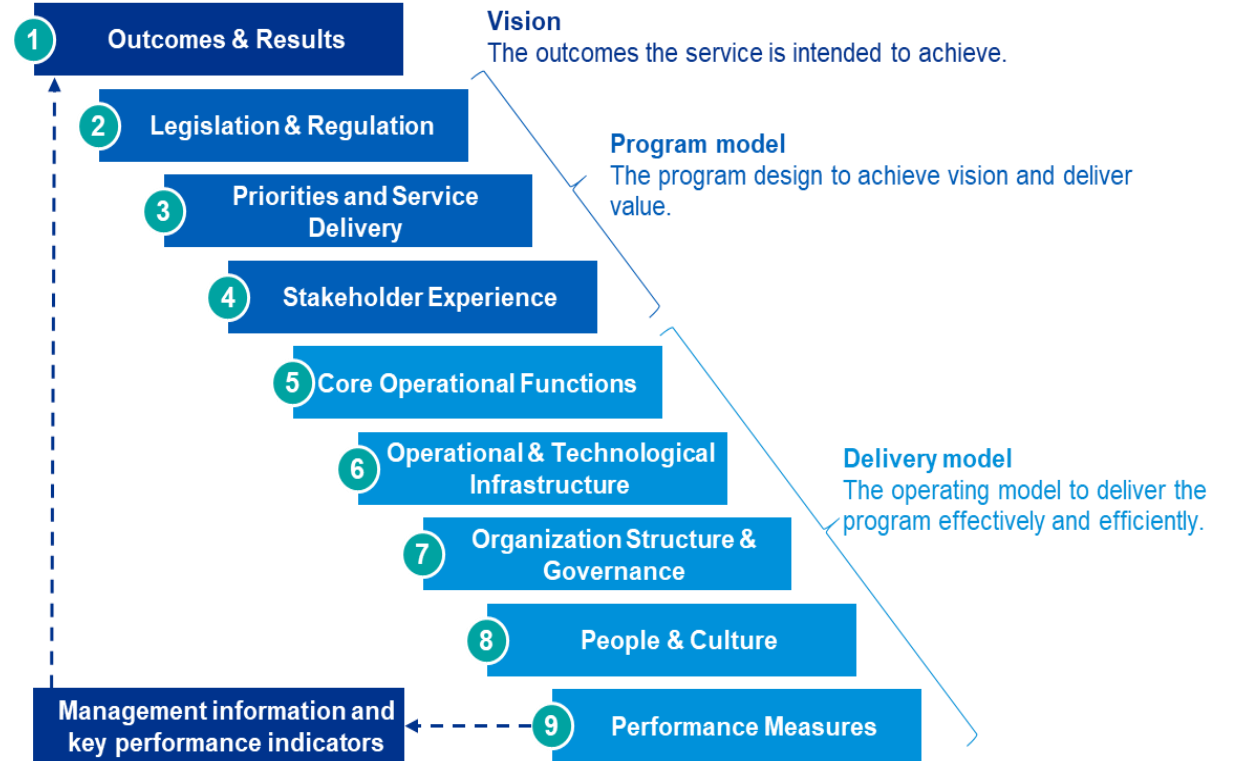 1
Outcomes & Results
Vision
The outcomes the service is intended to achieve.
2
Legislation & Regulation
Program model
The program design to achieve vision and deliver
value.
3
Priorities and Service
Delivery
4
Stakeholder Experience
5
Core Operational Functions
6
Operational & Technological
Infrastructure
Delivery model
The operating model to deliver the
program effectively and efficiently.
7
Organization Structure &
Governance
8
People & Culture
9
Performance Measures
Management information and
key performance indicators